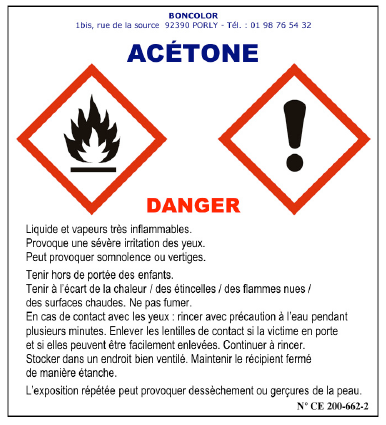 BONCOLOR
1bis, rue de la source 92390 PORLY - Tél. : 01 98 76 54 32
ACÉTONE
DANGER
Liquide et vapeurs très inflammables.
Provoque une sévère irritation des yeux.
Peut provoquer somnolence ou vertiges.
Tenir hors de portée des enfants.
Tenir à l'écart de la chaleur / des étincelles / des flammes nues /
des surfaces chaudes. Ne pas fumer.
En cas de contact avec les yeux : rincer avec précaution à l'eau pendant
plusieurs minutes. Enlever les lentilles de contact si la victime en porte
et si elles peuvent être facilement enlevées. Continuer à rincer.
Stocker dans un endroit bien ventilé. Maintenir le récipient fermé
de manière étanche.
L'exposition répétée peut provoquer dessèchement ou gerçures de la peau.
N° CE 200-662-2